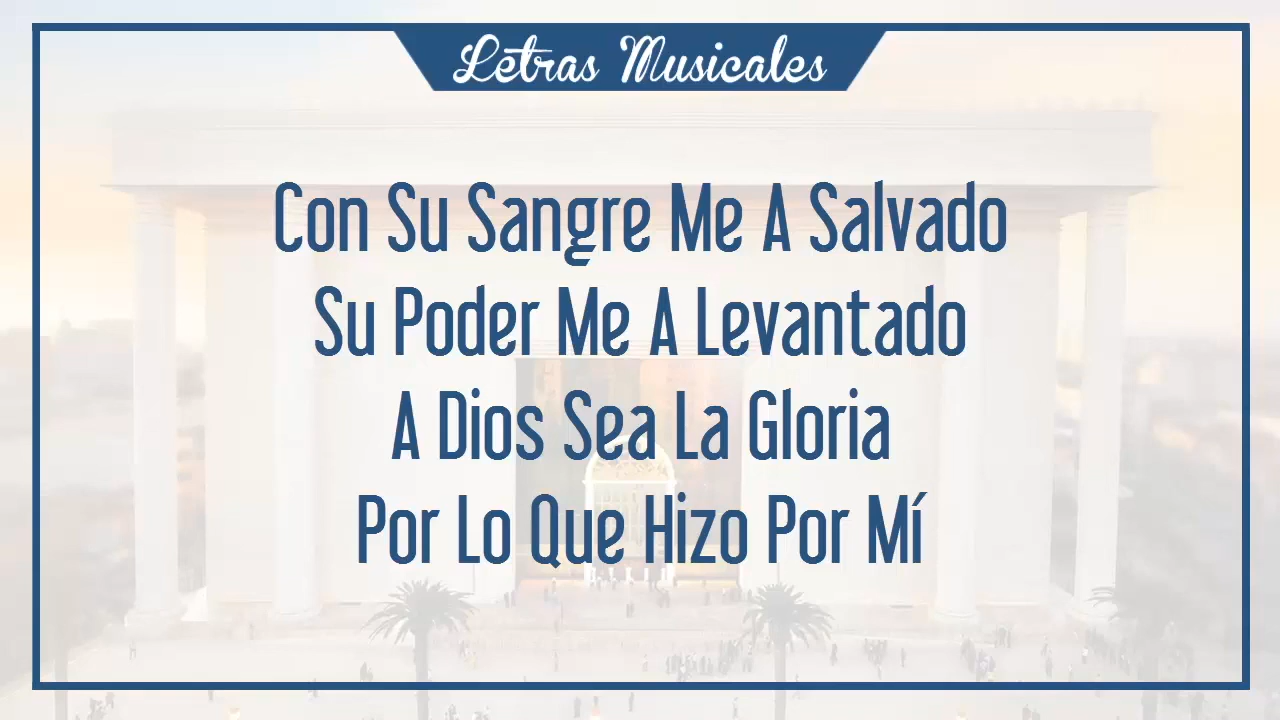 Letras Musicales
Con Su Sangre Me A Salvado
Su Poder Me A Levantado
A Dios Sea La Gloria
Por Lo Que Hizo Por Mí